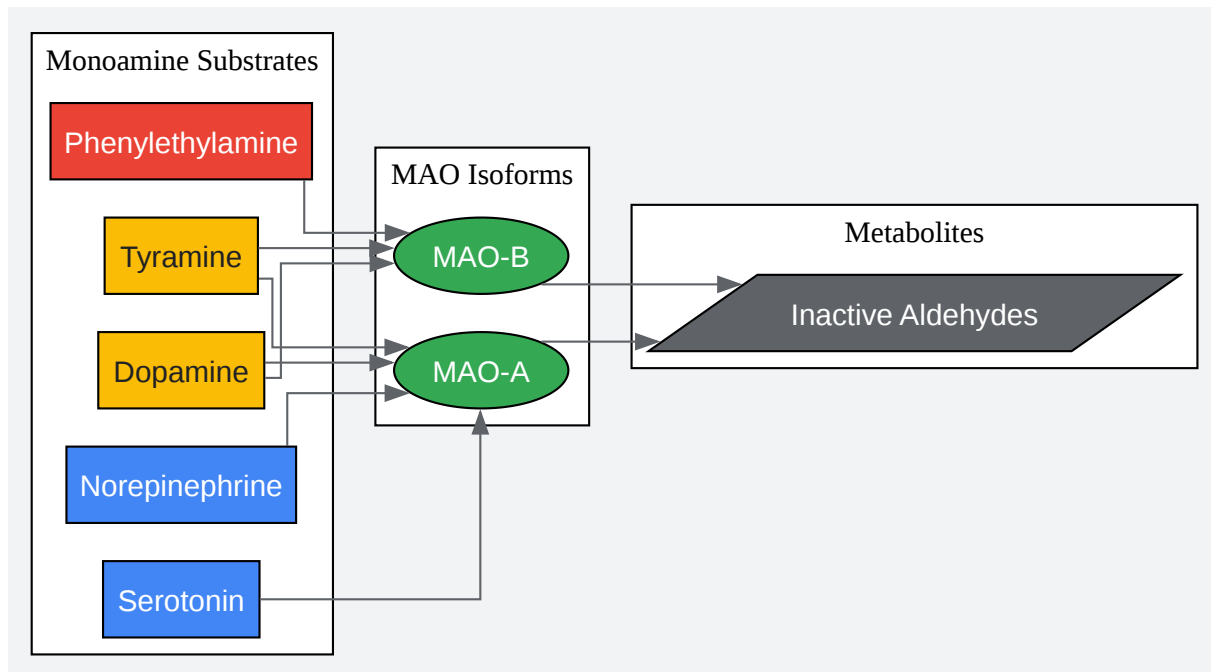 Monoamine Substrates
Phenylethylamine
Tyramine
Dopamine
Norepinephrine
Serotonin
MAO Isoforms
MAO-B
MAO-A
Metabolites
Inactive Aldehydes